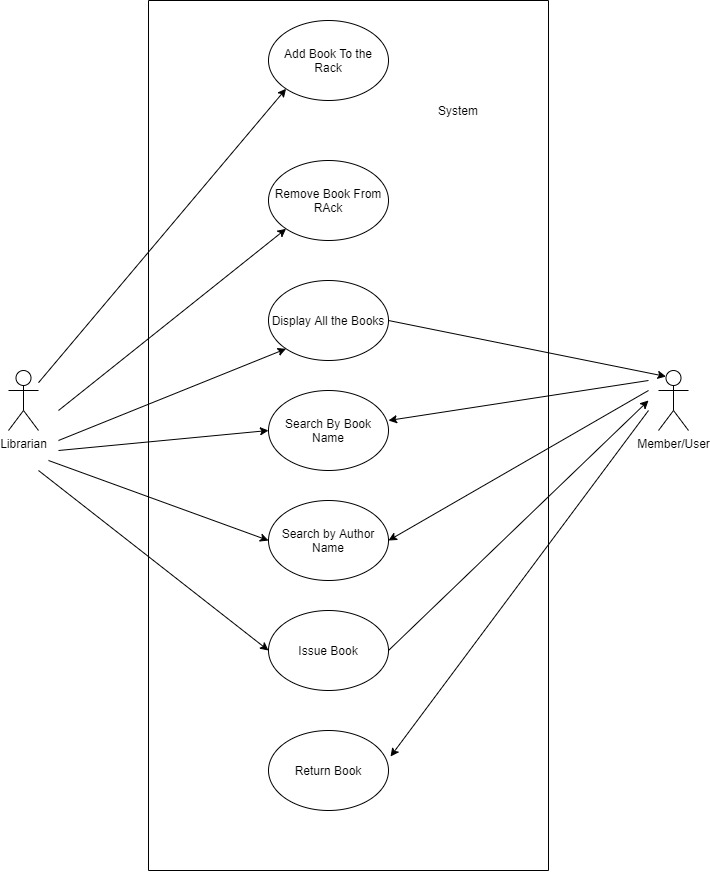 Add Book To the
Rack
System
Remove Book From
RAck
Display All the Books
Search By Book
Name
Librarian
Member/User
Search by Author
Name
Issue Book
Return Book